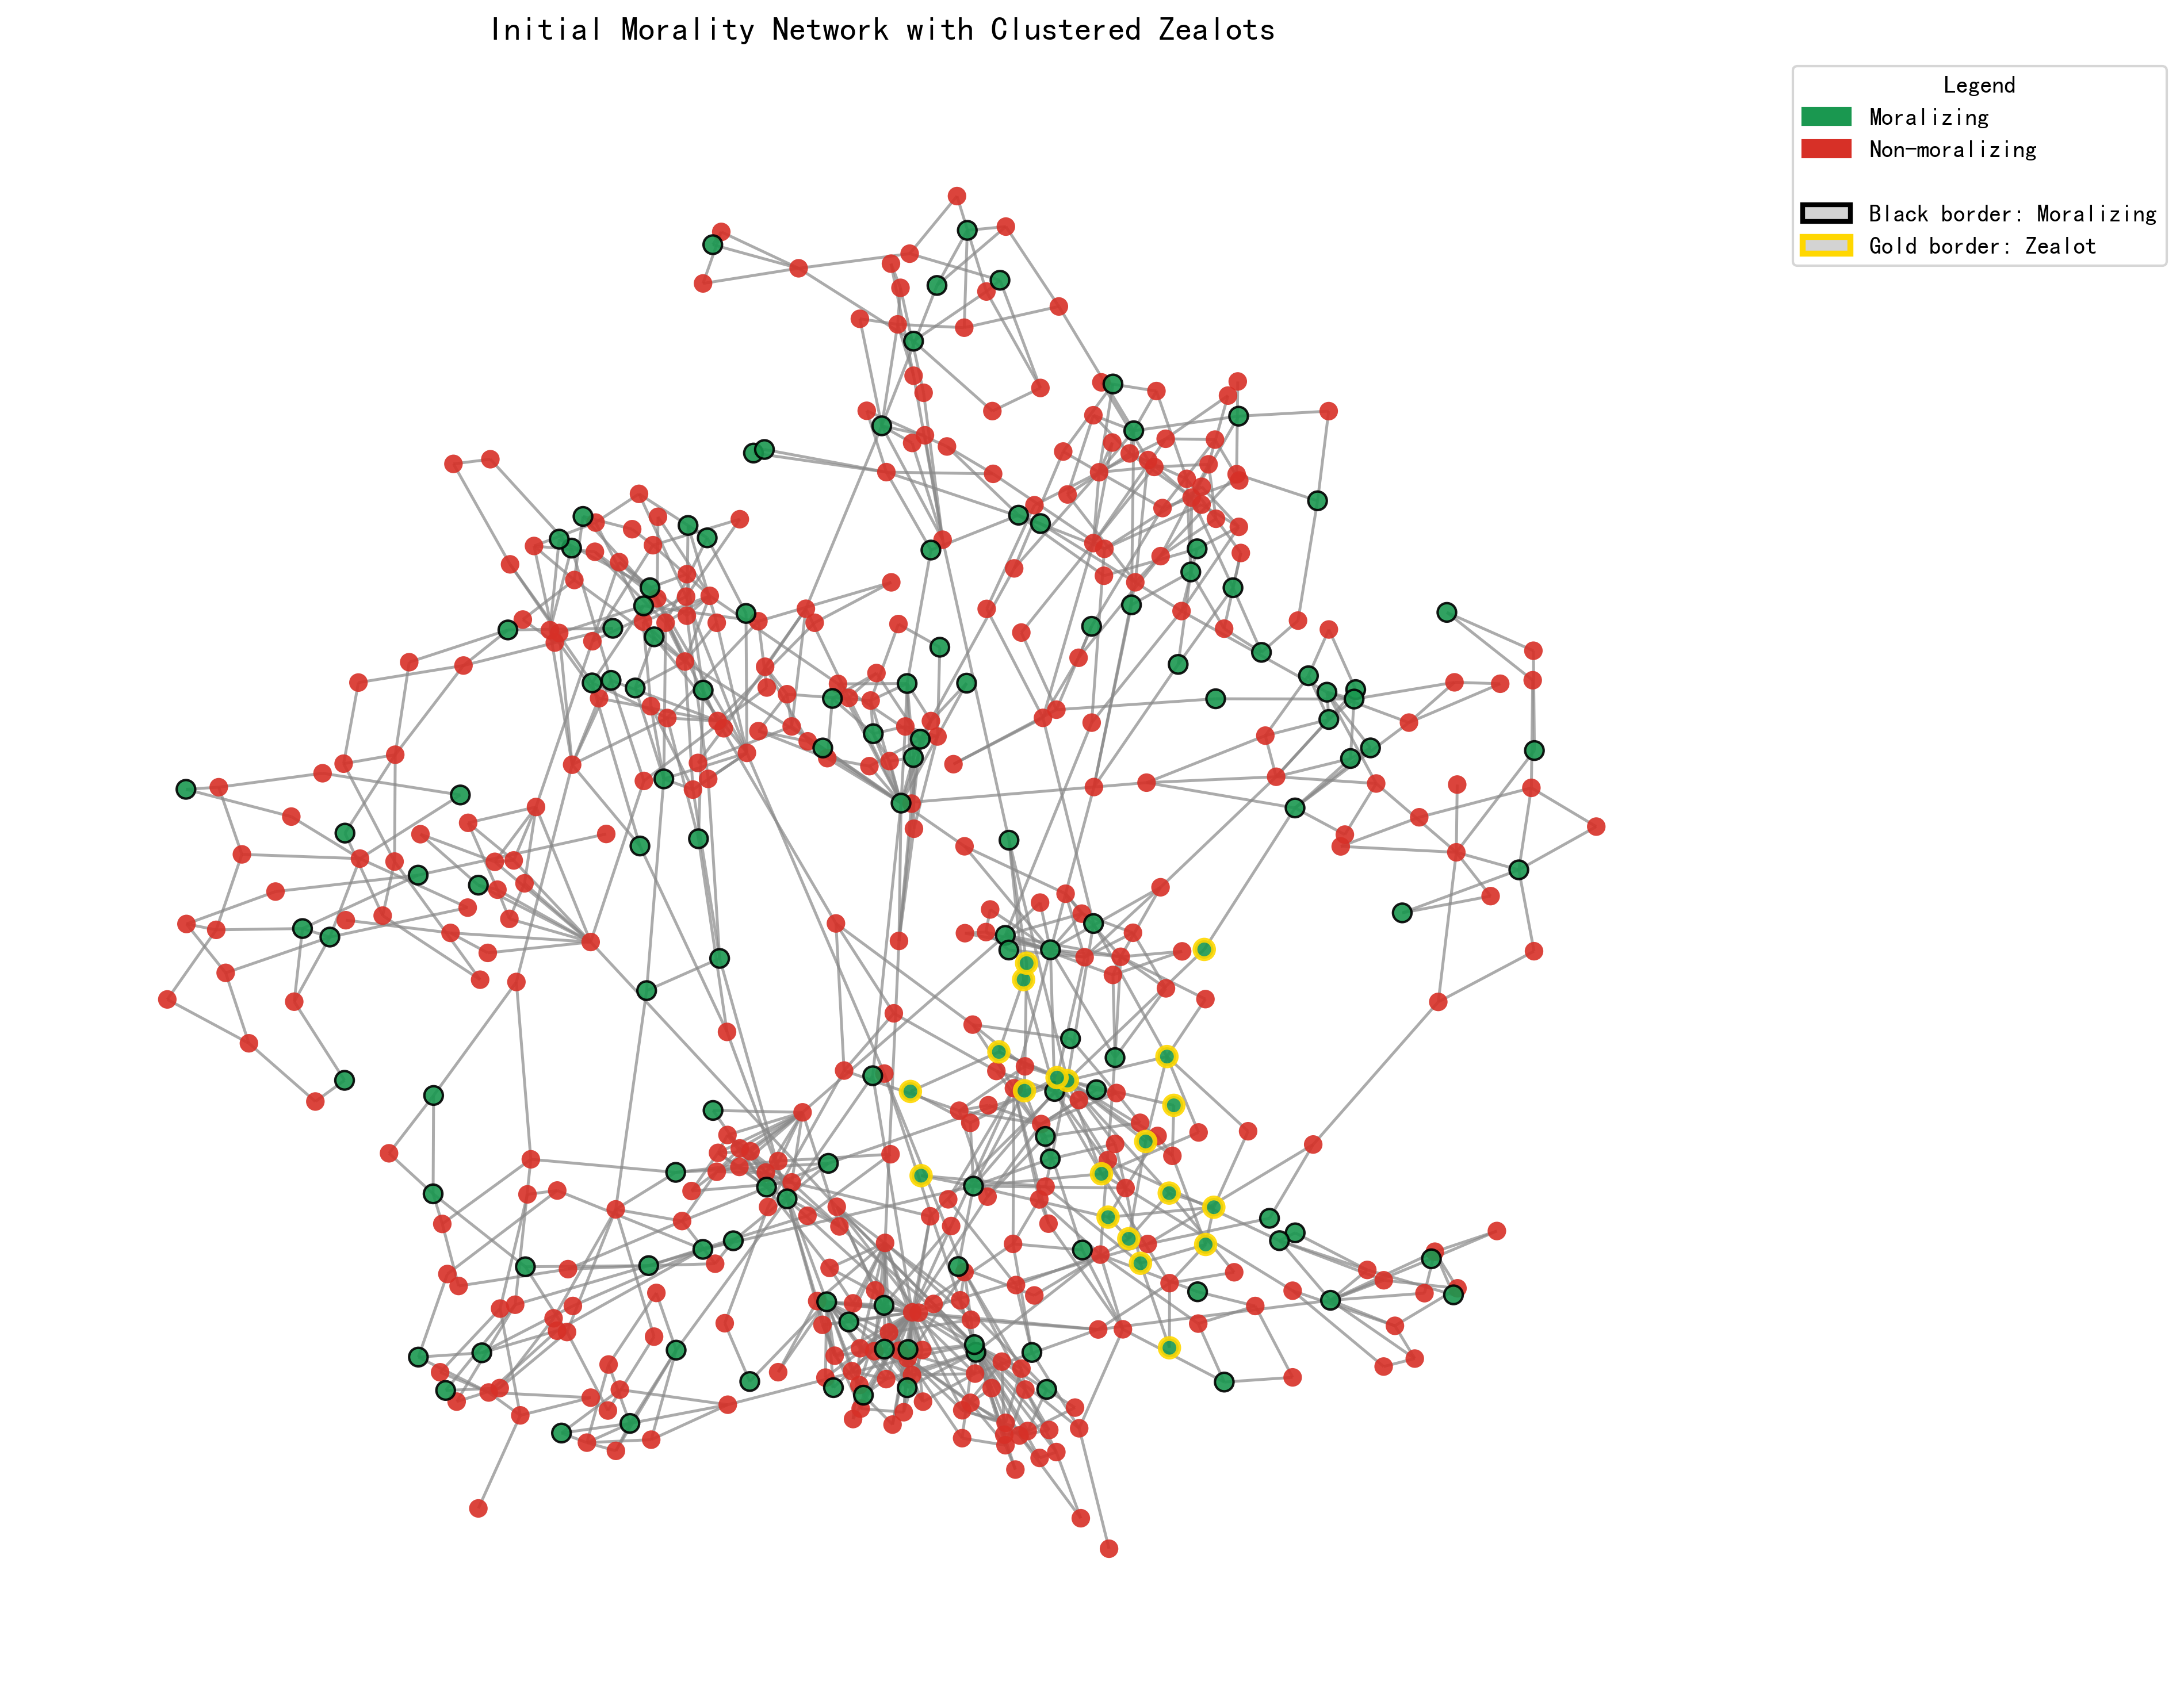 Initial Morality Network with Clustered Zealots
Legend
Moralizing
Non-moralizing
Black border: Moralizing
Gold border: Zealot